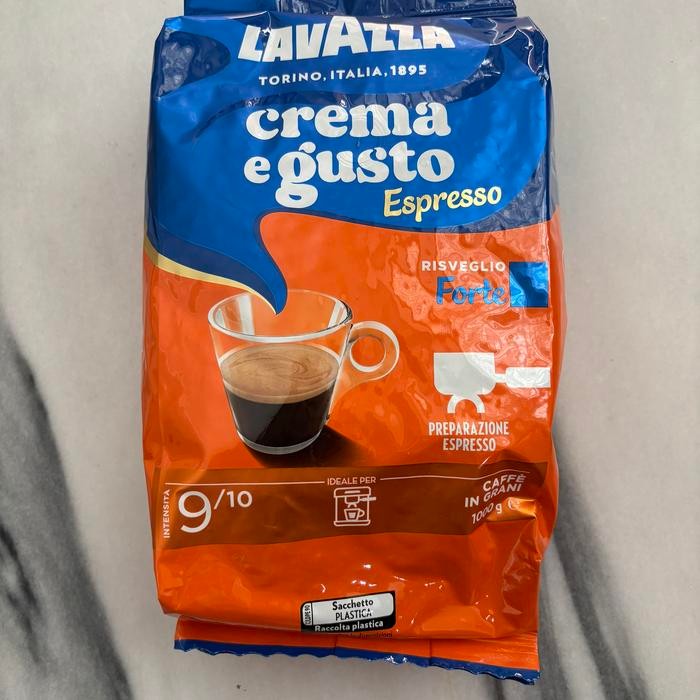 LAVAZZA
TORINO, ITALIA, 1895
crema
e gusto
Espresso
RISVEGLIO
Forte
PREPARAZIONE
ESPRESSO
INTENSITÀ
9/10
IDEALE PER
CAFFÈ
IN GRANI
1000 g e
Sacchetto
PLASTICA
Raccolta plastica